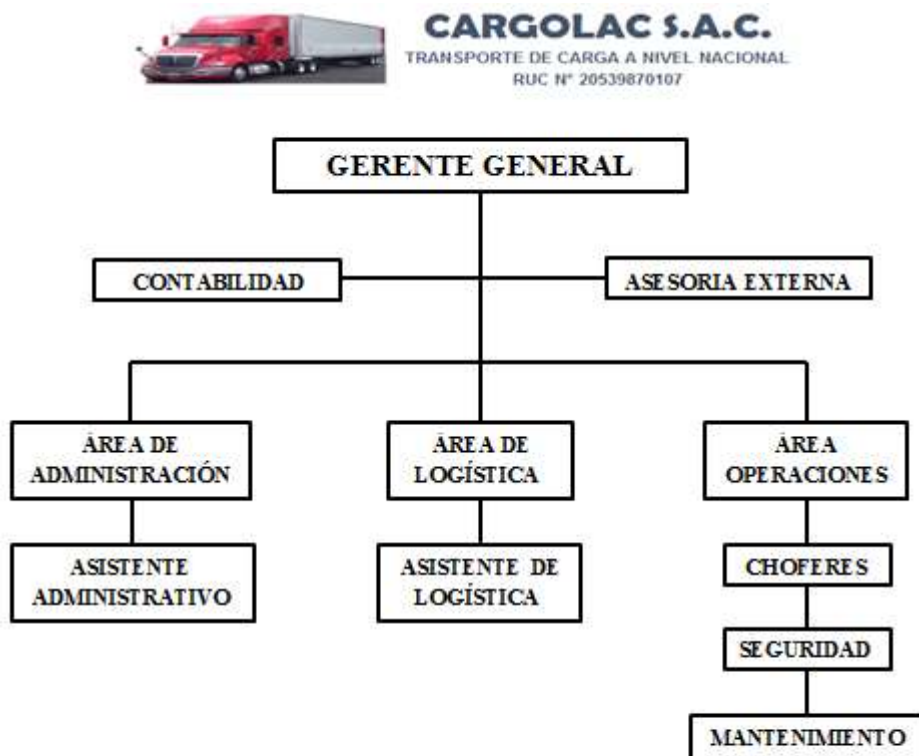 CARGOLAC S.A.C.
TRANSPORTE DE CARGA A NIVEL NACIONAL
RUC N° 20539870107
GERENTE GENERAL
CONTABILIDAD
ASESORIA EXTERNA
ÁREA DE
ADMINISTRACIÓN
ÁREA DE
LOGÍSTICA
ÁREA
OPERACIONES
ASISTENTE
ADMINISTRATIVO
ASISTENTE DE
LOGÍSTICA
CHOFERES
SEGURIDAD
MANTENIMIENTO